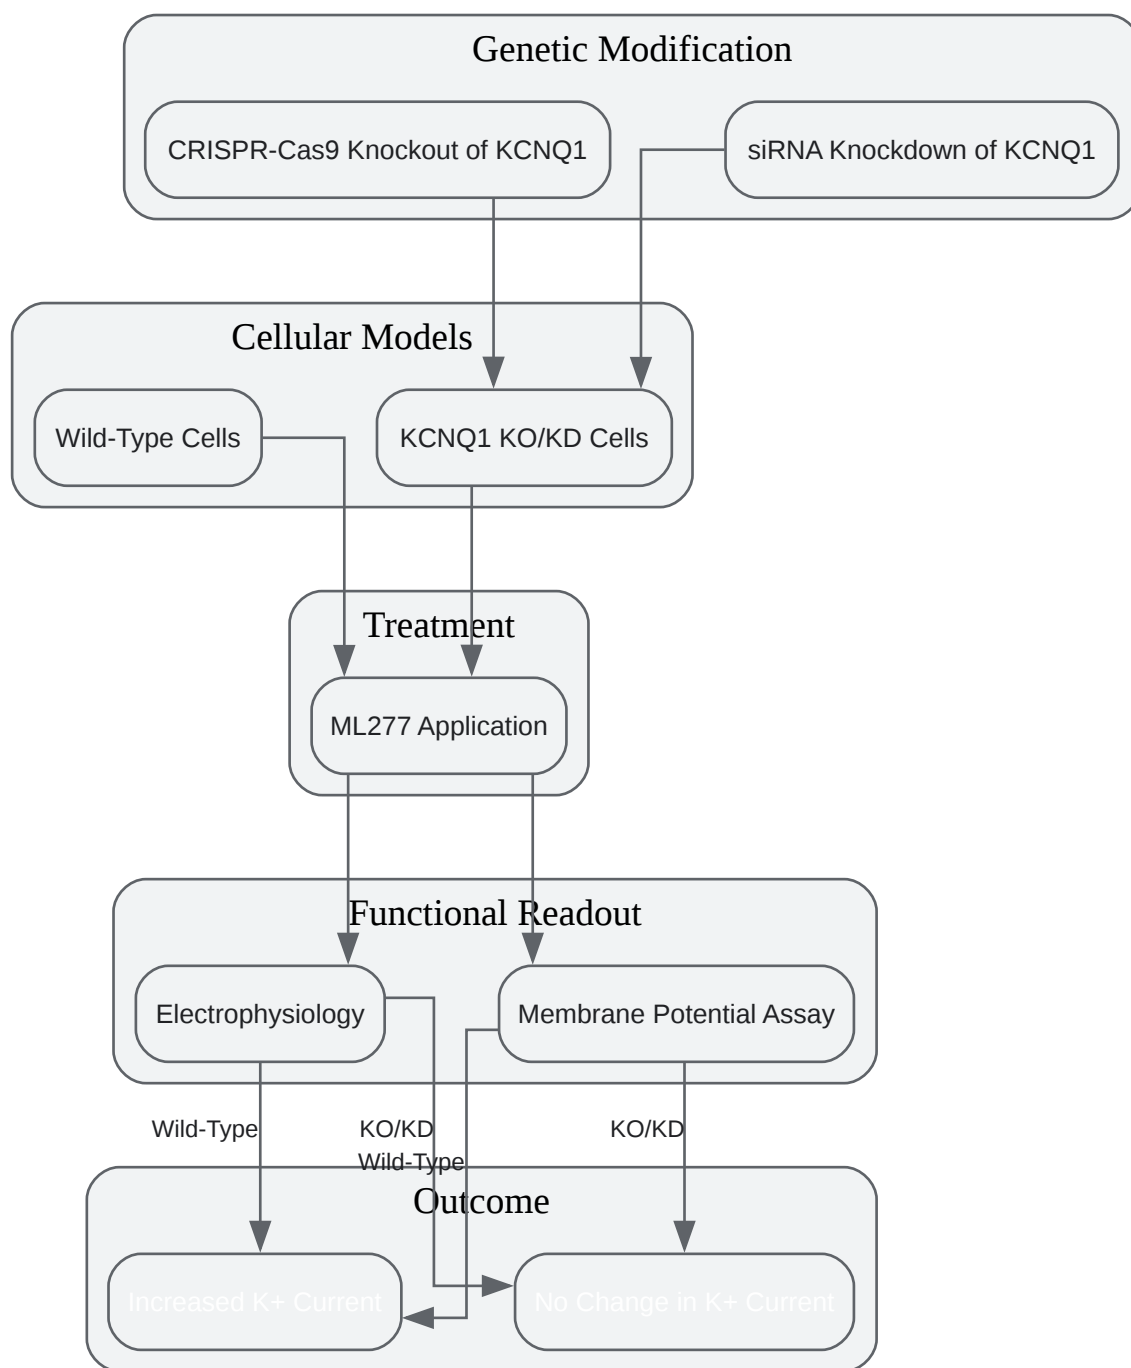 Genetic Modification
CRISPR-Cas9 Knockout of KCNQ1
siRNA Knockdown of KCNQ1
Cellular Models
Wild-Type Cells
KCNQ1 KO/KD Cells
Treatment
ML277 Application
Functional Readout
Electrophysiology
Membrane Potential Assay
Wild-Type
KO/KD
KO/KD
Wild-Type
Outcome
Increased K+ Current
No Change in K+ Current